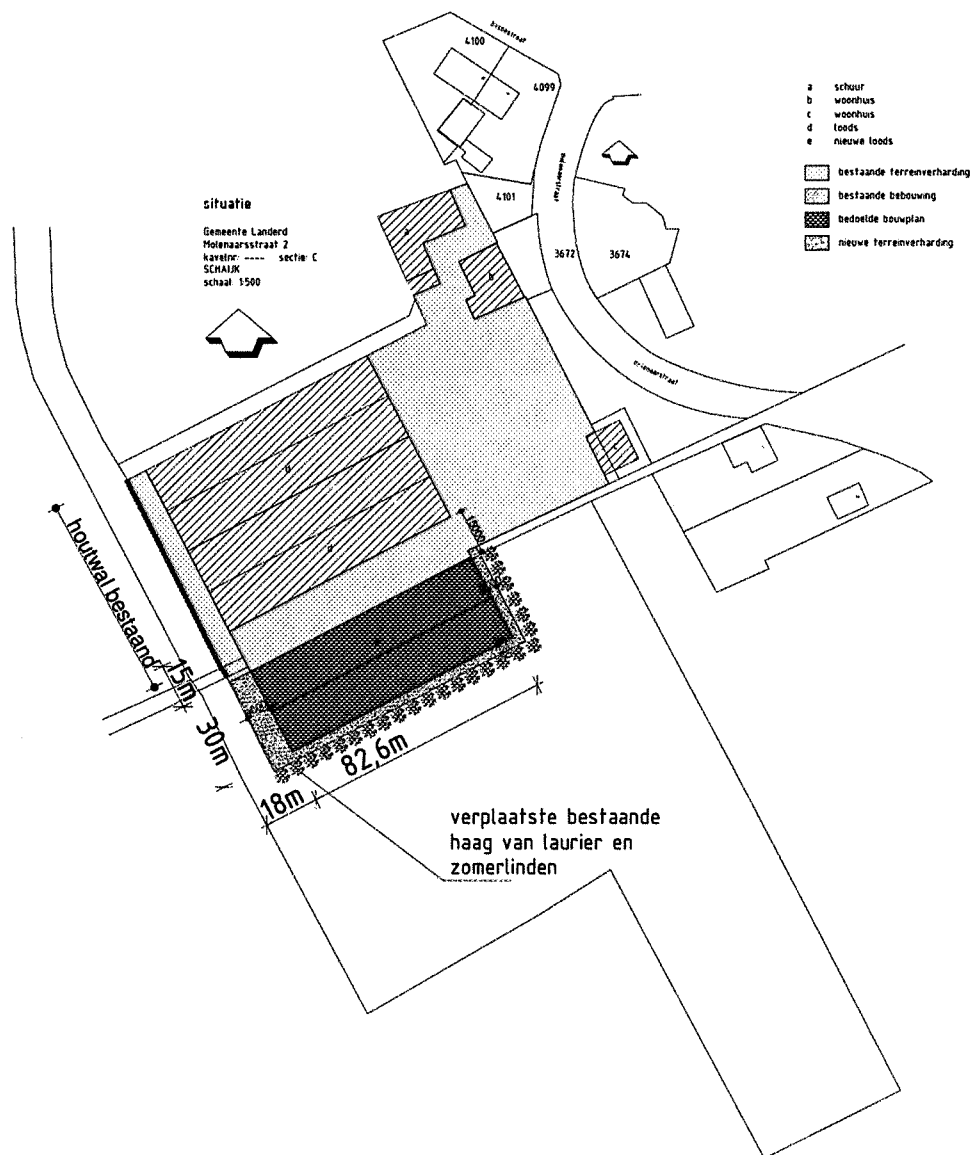 4100
4099
4101
3672
3674
a schuur
b woonhuis
c woonhuis
d loods
e nieuwe loods
bestaande terreinverharding
bestaande bebouwing
bedoelde bouwplan
nieuwe terreinverharding
situatie
Gemeente Landerd
Molenaarsstraat 2
kavelnr: ---- sectie: C
SCHAIJK
schaal: 1:500
a
b
d
d
15000
houtwal bestaand
15m
30m
18m
82,6m
verplaatste bestaande
haag van laurier en
zomerlinden